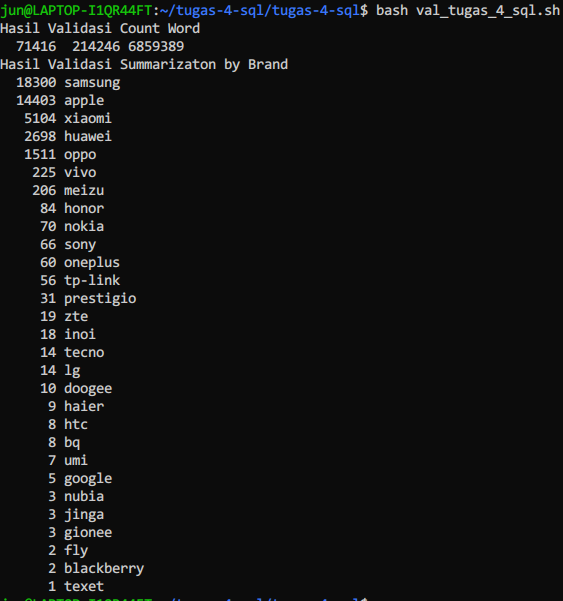 jun@LAPTOP-I1QR44FT:~/tugas-4-sql/tugas-4-sql$ bash val_tugas_4_sql.sh
Hasil Validasi Count Word
71416 214246 6859389
Hasil Validasi Summarizaton by Brand
18300 samsung
14403 apple
5104 xiaomi
2698 huawei
1511 oppo
225 vivo
206 meizu
84 honor
70 nokia
66 sony
60 oneplus
56 tp-link
31 prestigio
19 zte
18 inoi
14 tecno
14 lg
10 doogee
9 haier
8 htc
8 bq
7 umi
5 google
3 nubia
3 jinga
3 gionee
2 fly
2 blackberry
1 texet